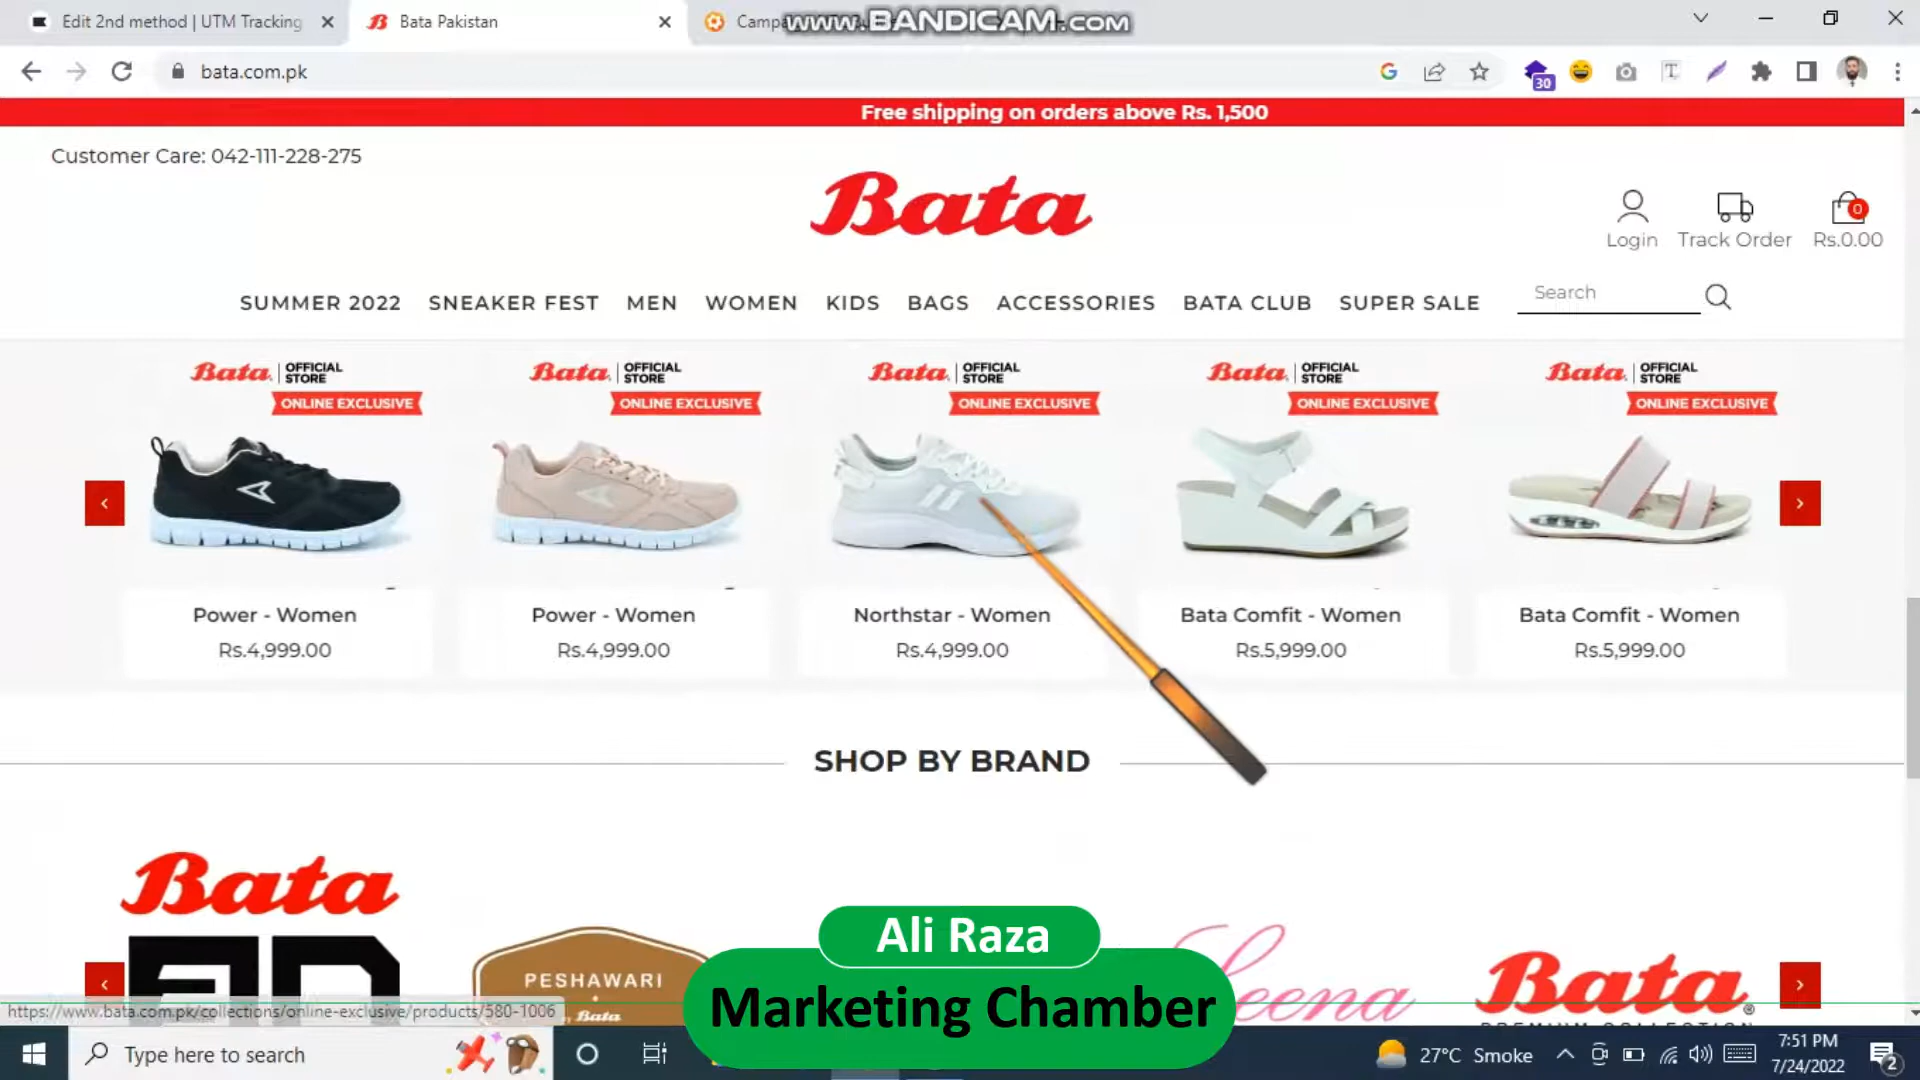 Edit 2nd method | UTM Tracking
Bata Pakistan
www.BANDICAM.com
bata.com.pk
30
Free shipping on orders above Rs. 1,500
Customer Care: 042-111-228-275
Bata
0
Login Track Order Rs.0.00
SUMMER 2022 SNEAKER FEST MEN WOMEN KIDS BAGS ACCESSORIES BATA CLUB SUPER SALE Search
Bata OFFICIAL STORE ONLINE EXCLUSIVE
Bata OFFICIAL STORE ONLINE EXCLUSIVE
Bata OFFICIAL STORE ONLINE EXCLUSIVE
Bata OFFICIAL STORE ONLINE EXCLUSIVE
Bata OFFICIAL STORE ONLINE EXCLUSIVE
Power - Women
Rs.4,999.00
Power - Women
Rs.4,999.00
Northstar - Women
Rs.4,999.00
Bata Comfit - Women
Rs.5,999.00
Bata Comfit - Women
Rs.5,999.00
SHOP BY BRAND
Bata
PESHAWARI
by Bata
Bata
Ali Raza
Marketing Chamber
https://www.bata.com.pk/collections/online-exclusive/products/580-1006
Type here to search
27°C Smoke
7:51 PM
7/24/2022
2